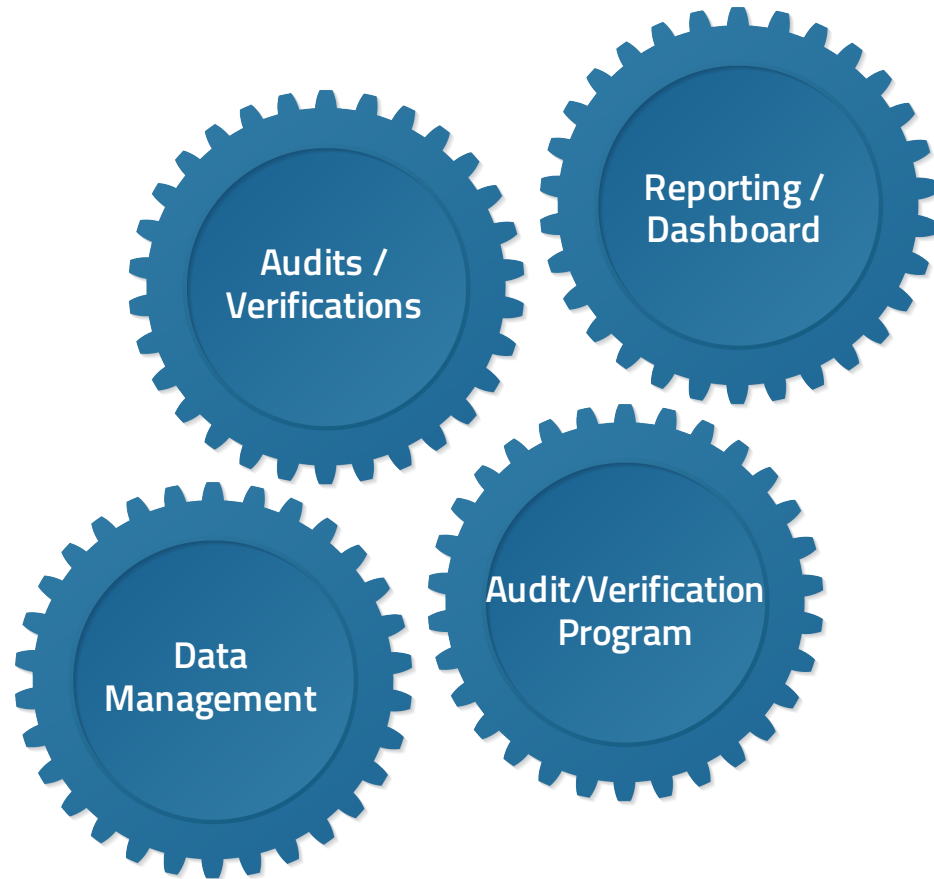 Audits /
Verifications
Reporting /
Dashboard
Data
Management
Audit/Verification
Program